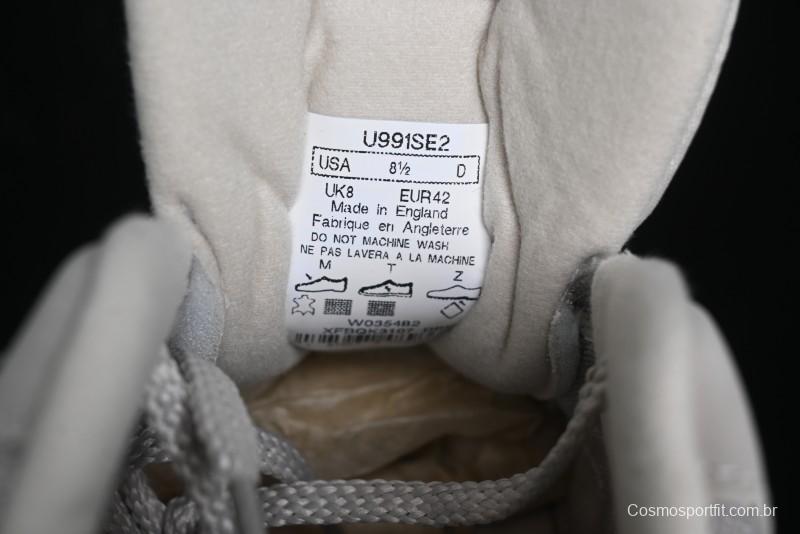 U991SE2
USA 8½ D
UK8 EUR42
Made in England
Fabrique en Angleterre
DO NOT MACHINE WASH
NE PAS LAVERA A LA MACHINE
M T Z
W035482
Cosmosportfit.com.br